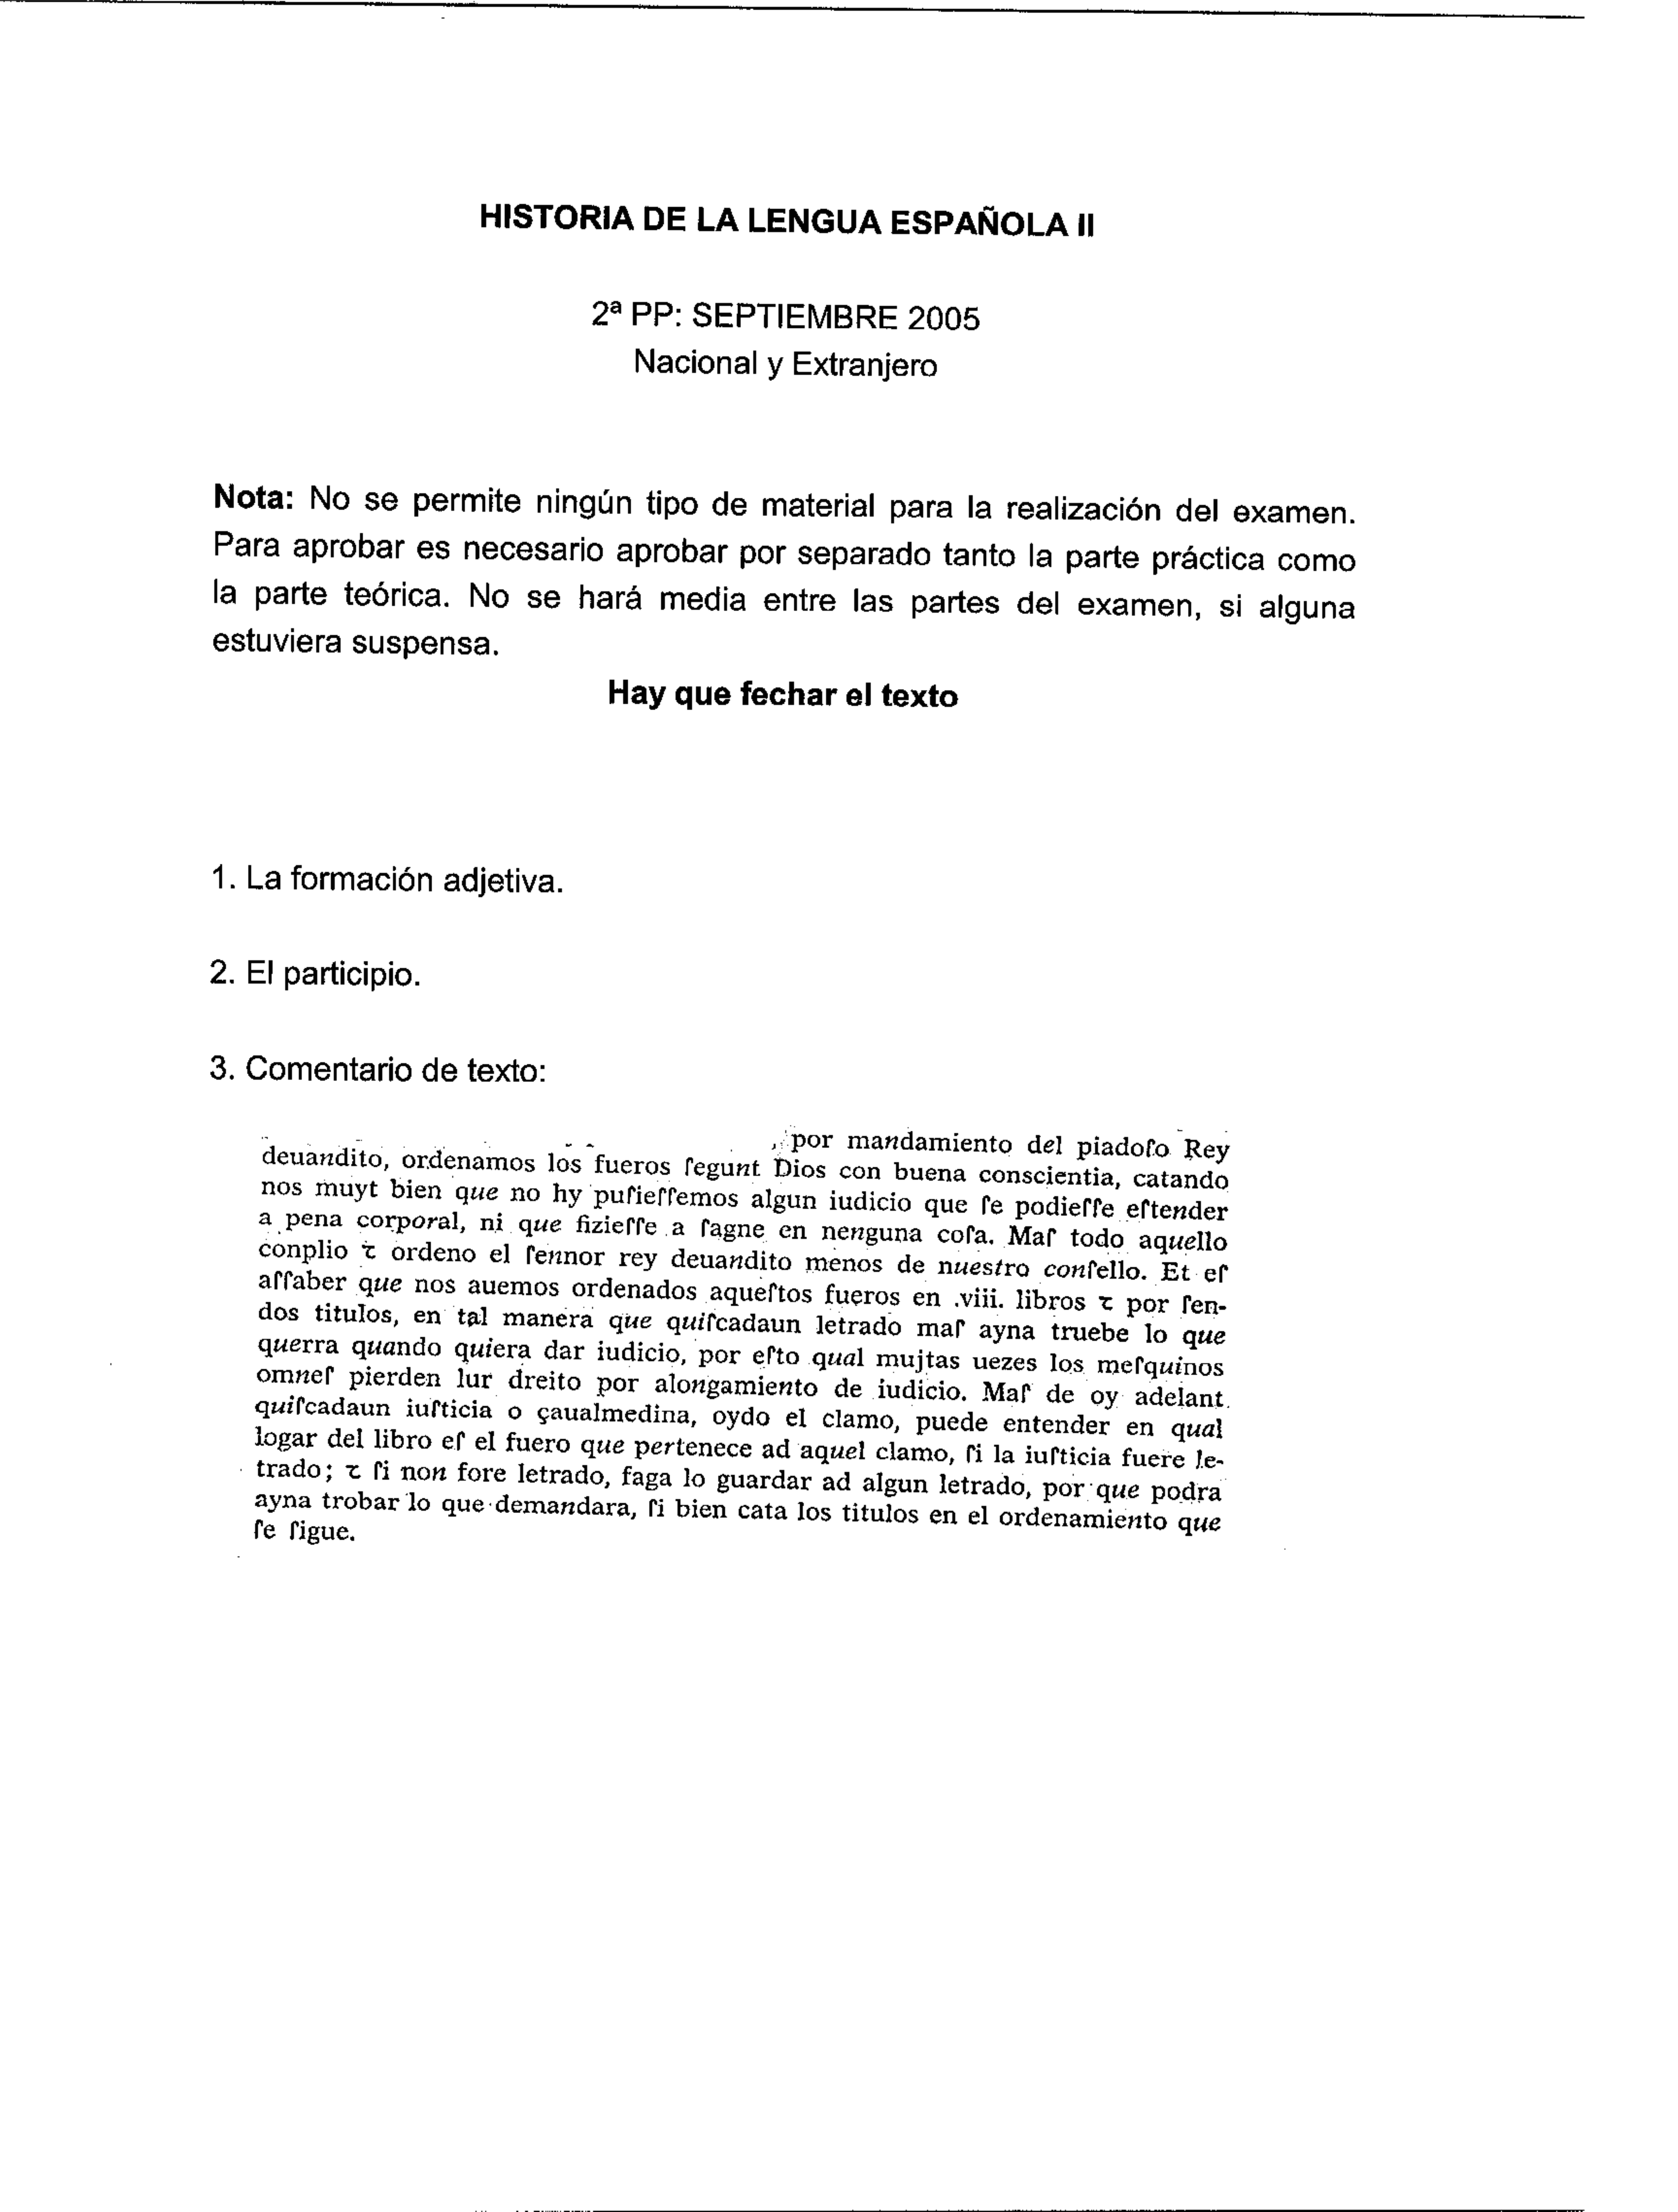 HISTORIA DE LA LENGUA ESPAÑOLA II
2ª PP: SEPTIEMBRE 2005
Nacional y Extranjero
Nota: No se permite ningún tipo de material para la realización del examen.
Para aprobar es necesario aprobar por separado tanto la parte práctica como
la parte teórica. No se hará media entre las partes del examen, si alguna
estuviera suspensa.
Hay que fechar el texto
1. La formación adjetiva.
2. El participio.
3. Comentario de texto:
, por mandamiento del piadoſo Rey
deuandito, ordenamos los fueros ſegunt Dios con buena conscientia, catando
nos muyt bien que no hy puſieſſemos algun iudicio que ſe podieſſe eſtender
a pena corporal, ni que fizieſſe a ſagne en nenguna coſa. Maſ todo aquello
conplio τ ordeno el ſennor rey deuandito menos de nuestro conſello. Et eſ
aſſaber que nos auemos ordenados aqueſtos fueros en .viii. libros τ por ſen-
dos titulos, en tal manera que quiſcadaun letrado maſ ayna truebe lo que
querra quando quiera dar iudicio, por eſto qual mujtas uezes los meſquinos
omneſ pierden lur dreito por alongamiento de iudicio. Maſ de oy adelant
quiſcadaun iuſticia o çaualmedina, oydo el clamo, puede entender en qual
logar del libro eſ el fuero que pertenece ad aquel clamo, ſi la iuſticia fuere le-
trado; τ ſi non fore letrado, faga lo guardar ad algun letrado, por que podra
ayna trobar lo que demandara, ſi bien cata los titulos en el ordenamiento que
ſe ſigue.